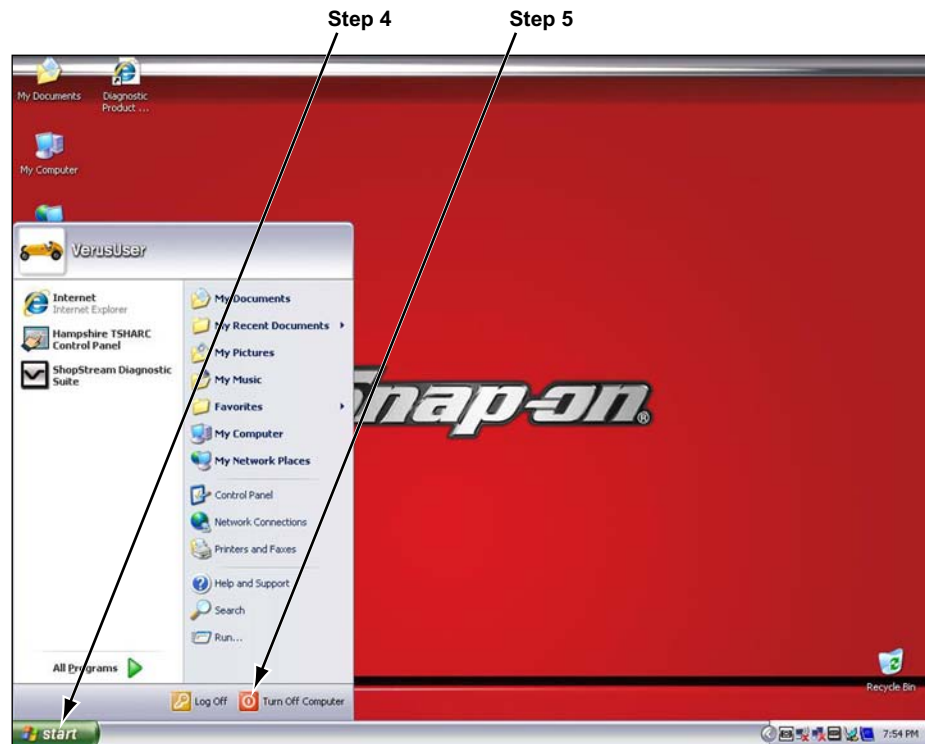 Step 4 Step 5
My Documents
Diagnostic
Product ...
My Computer
VerusUser
Internet
Internet Explorer
Hampshire TSHARC
Control Panel
ShopStream Diagnostic
Suite
All Programs
My Documents
My Recent Documents
My Pictures
My Music
Favorites
My Computer
My Network Places
Control Panel
Network Connections
Printers and Faxes
Help and Support
Search
Run...
Log Off
Turn Off Computer
Snap-on®
Recycle Bin
start
7:54 PM